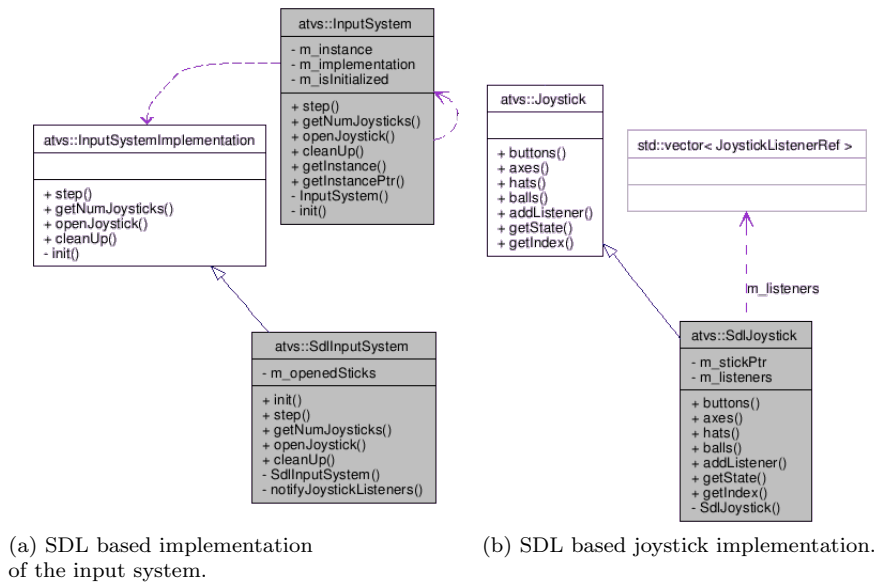 atvs::InputSystem
- m_instance
- m_implementation
- m_isInitialized
+ step()
+ getNumJoysticks()
+ openJoystick()
+ cleanUp()
+ getInstance()
+ getInstancePtr()
- InputSystem()
- init()
atvs::InputSystemImplementation
+ step()
+ getNumJoysticks()
+ openJoystick()
+ cleanUp()
- init()
atvs::SdlInputSystem
- m_openedSticks
+ init()
+ step()
+ getNumJoysticks()
+ openJoystick()
+ cleanUp()
- SdlInputSystem()
- notifyJoystickListeners()
(a) SDL based implementation
of the input system.
atvs::Joystick
+ buttons()
+ axes()
+ hats()
+ balls()
+ addListener()
+ getState()
+ getIndex()
std::vector< JoystickListenerRef >
m_listeners
atvs::SdlJoystick
- m_stickPtr
- m_listeners
+ buttons()
+ axes()
+ hats()
+ balls()
+ addListener()
+ getState()
+ getIndex()
- SdlJoystick()
(b) SDL based joystick implementation.